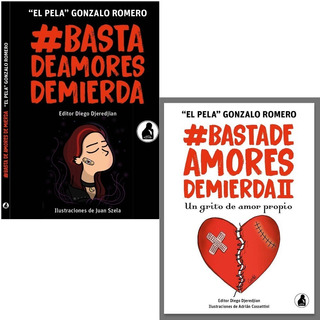 "EL PELA" GONZALO ROMERO
#BASTA
DEAMORES
DEMIERDA
Editor Diego Djeredjian
Ilustraciones de Juan Szela
"EL PELA" GONZALO ROMERO
#BASTA DE AMORES DE MIERDA
"EL PELA" GONZALO ROMERO
#BASTADE
AMORES
DEMIERDA II
Un grito de amor propio
Editor Diego Djeredjian
Ilustraciones de Adrián Cossettini